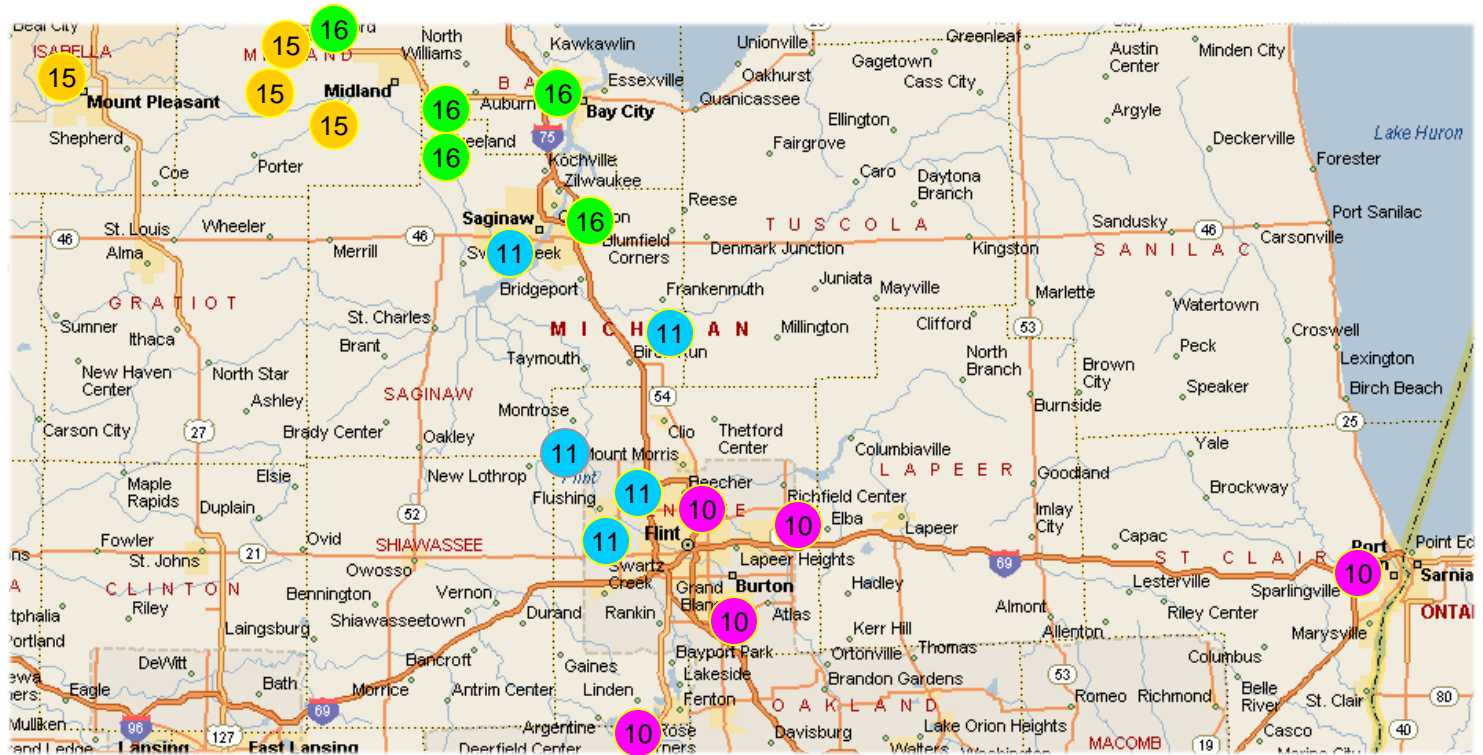 Beal City
ISABELLA
15
Mount Pleasant
Shepherd
Coe
15
16
15
15
Midland
Porter
North
Williams
16
Auburn
16
Kawkawlin
BA
16
Essexville
Bay City
75
Kochville
Zilwaukee
Saginaw
16
Blumfield
Corners
11
Unionville
Oakhurst
Quanicassee
Gagetown
Cass City
Greenleaf
Ellington
Fairgrove
Caro
Daytona
Branch
Reese
TUSCOLA
Denmark Junction
Kingston
Austin
Center
Minden City
Argyle
Deckerville
Lake Huron
Forester
Port Sanilac
Sandusky
46
Carsonville
SANILAC
46
St. Louis
Wheeler
Alma
Merrill
46
GRATIOT
Sumner
Ithaca
New Haven
Center
North Star
Ashley
Carson City
27
St. Charles
Brant
SAGINAW
Brady Center
Oakley
Bridgeport
Frankenmuth
MICH
11
AN
Taymouth
Millington
Juniata
Mayville
Clifford
Marlette
53
Watertown
Croswell
Peck
Lexington
Speaker
Birch Beach
North
Branch
Brown
City
Burnside
25
54
Montrose
Clio
Thetford
Center
11
Mount Morris
New Lothrop
Flint
Flushing
11
Beecher
10
11
Flint
Columbiaville
LAPEER
Richfield Center
10
Elba
Lapeer
Goodland
Imlay
City
Yale
Brockway
Capac
ST CLAIR
Port
10
Point Ed
Sarnia
Sparlingville
ONTA
Maple
Rapids
Elsie
Duplain
52
Fowler
St. Johns
21
Ovid
SHIAWASSEE
Owosso
CLINTON
Riley
Bennington
Vernon
Shiawasseetown
Laingsburg
Durand
Swartz
Creek
Rankin
Grand
Blanc
Burton
10
Atlas
Lapeer Heights
Hadley
69
Lesterville
Riley Center
Almont
Allenton
Marysville
Kerr Hill
Thomas
Columbus
Portland
DeWitt
Eagle
Bath
Mulliken
96
Lansing
127
East Lansing
69
Bancroft
Morrice
Antrim Center
Gaines
Linden
Argentine
Deerfield Center
10
Bayport Park
Lakeside
Fenton
Ortonville
Brandon Gardens
OAKLAND
Davisburg
Lake Orion Heights
53
Romeo
Richmond
Belle
River
St. Clair
80
40
Casco
19
MACOMB